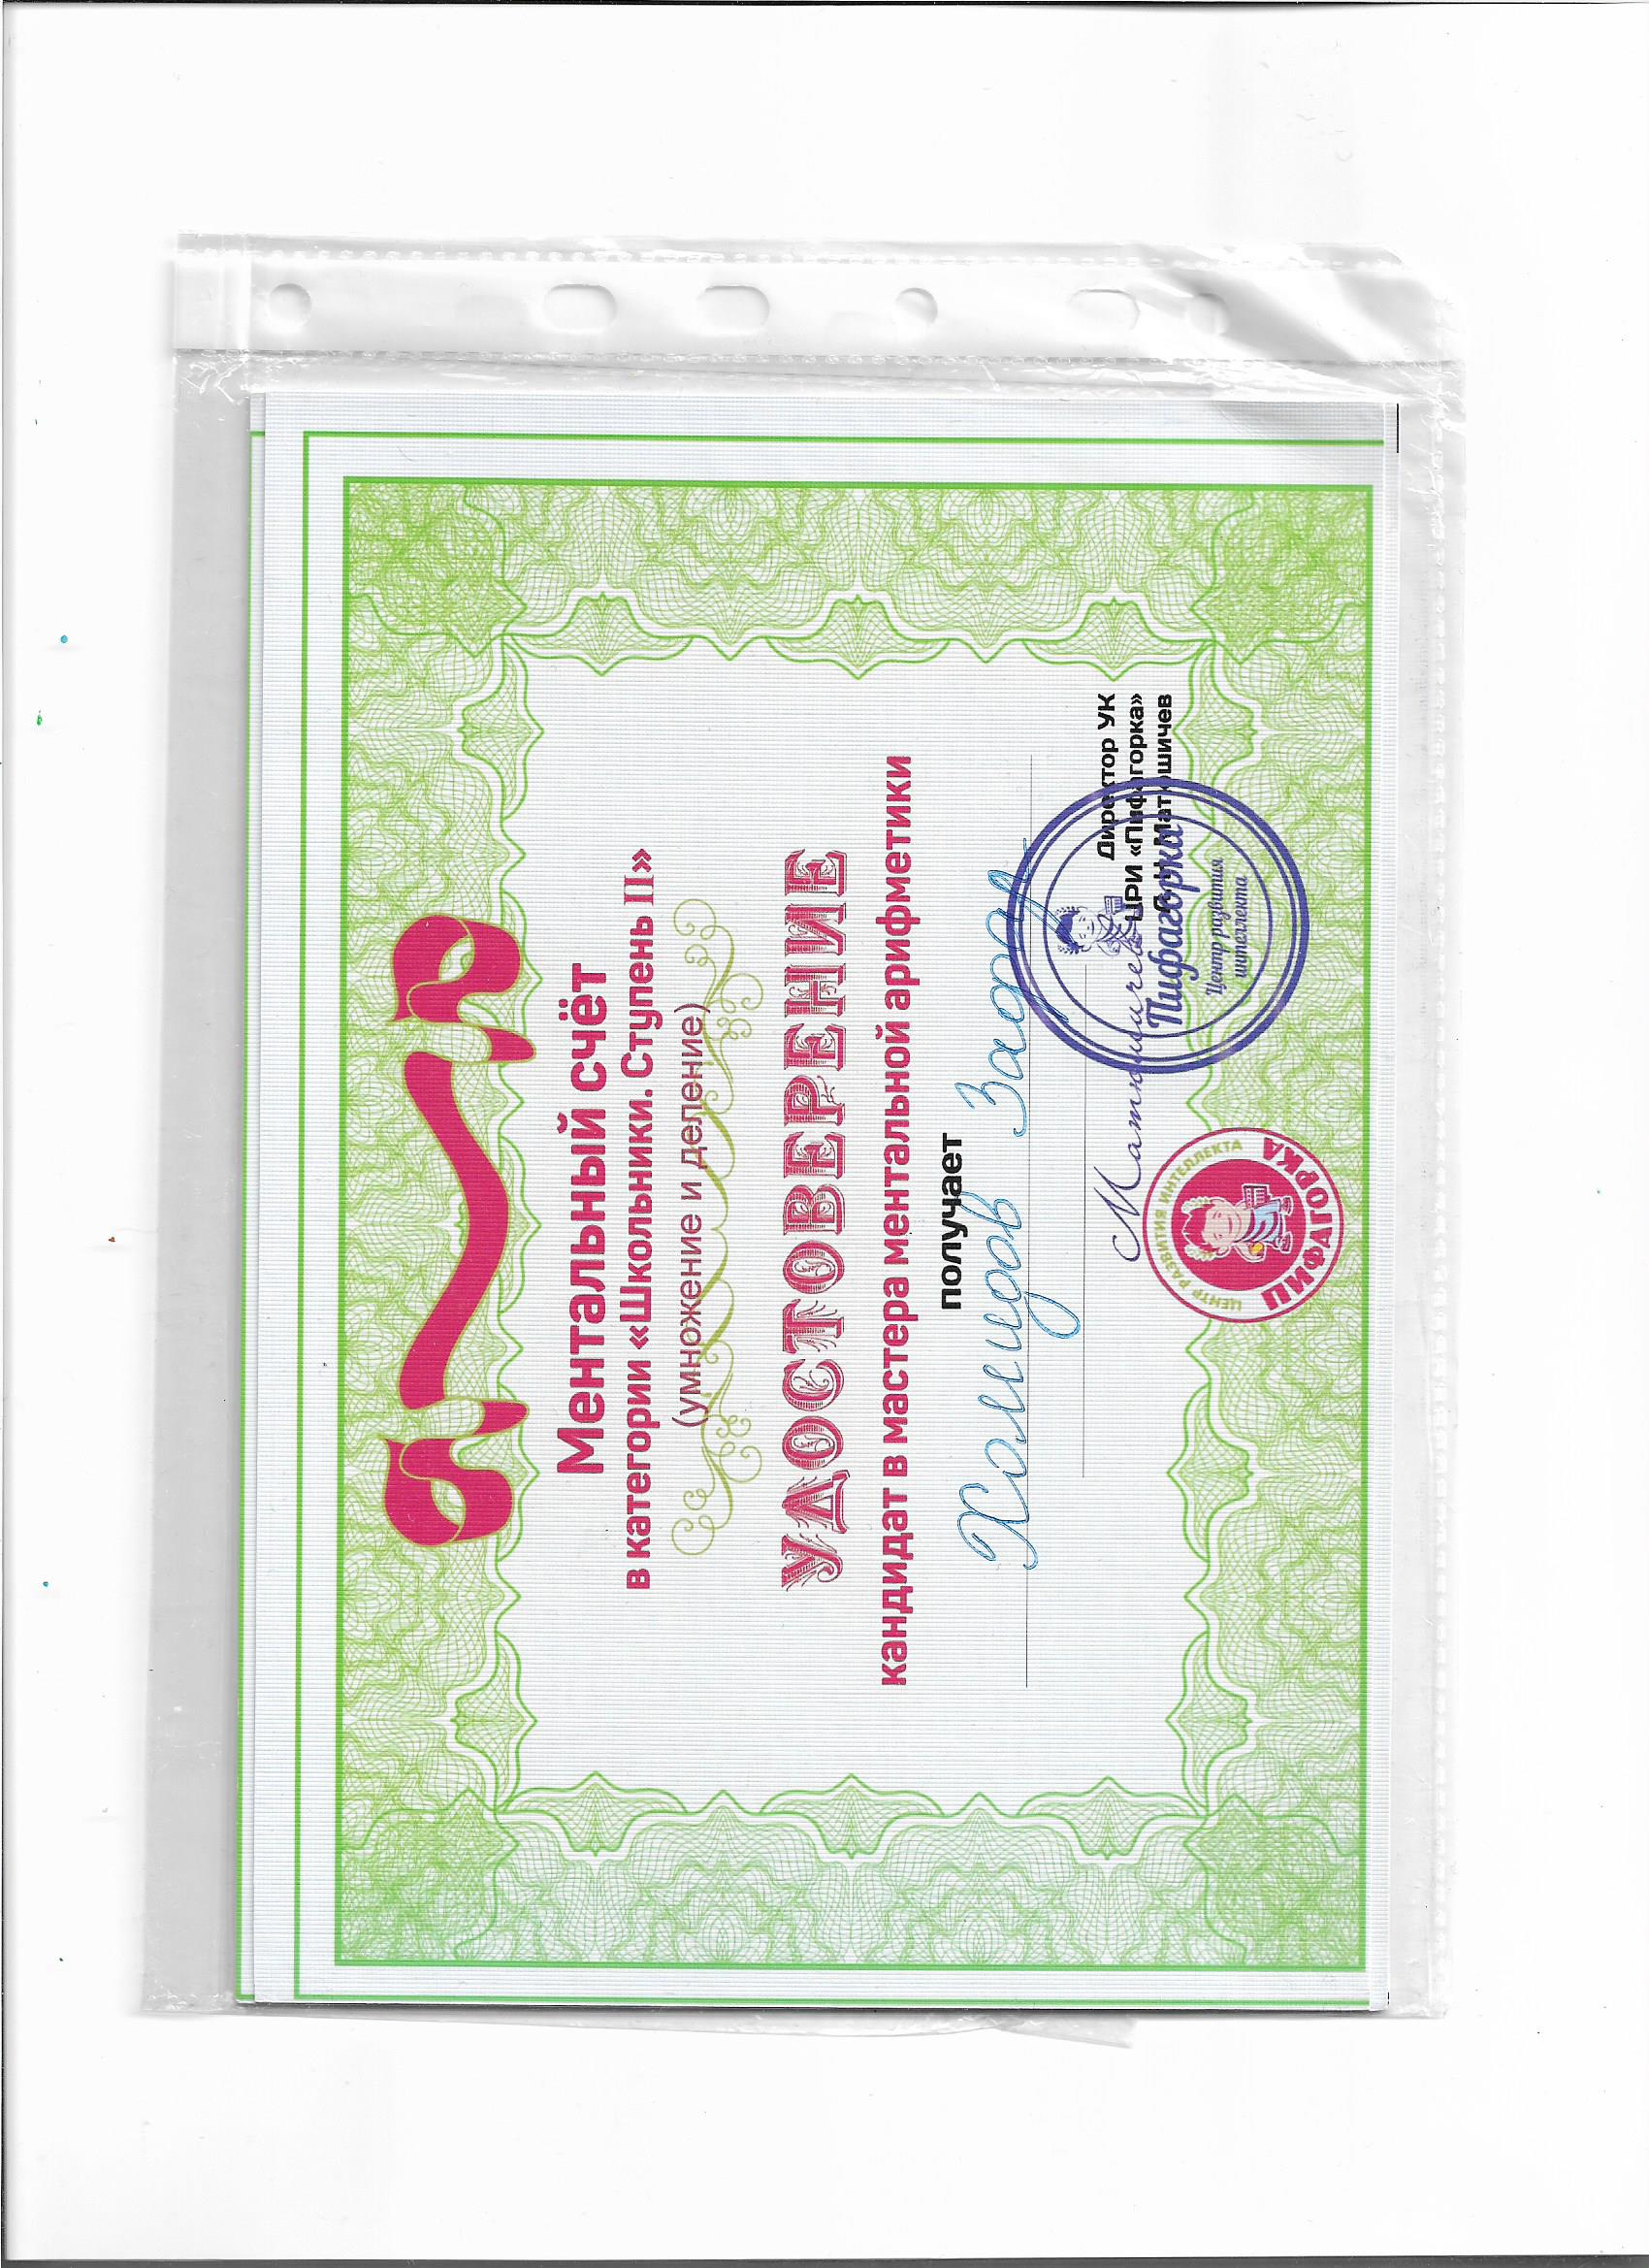 Ментальный счёт
в категории «Школьники. Ступень II»
(умножение и деление)
УДОСТОВЕРЕНИЕ
кандидат в мастера ментальной арифметики
получает
Хомидов Зафар
Директор УК
ЦРИ «Пифагорка»
Матюшичев
Матюшичев
Пифагорка
Центр развития
интеллекта
ЦЕНТР РАЗВИТИЯ ИНТЕЛЛЕКТА
ПИФАГОРКА